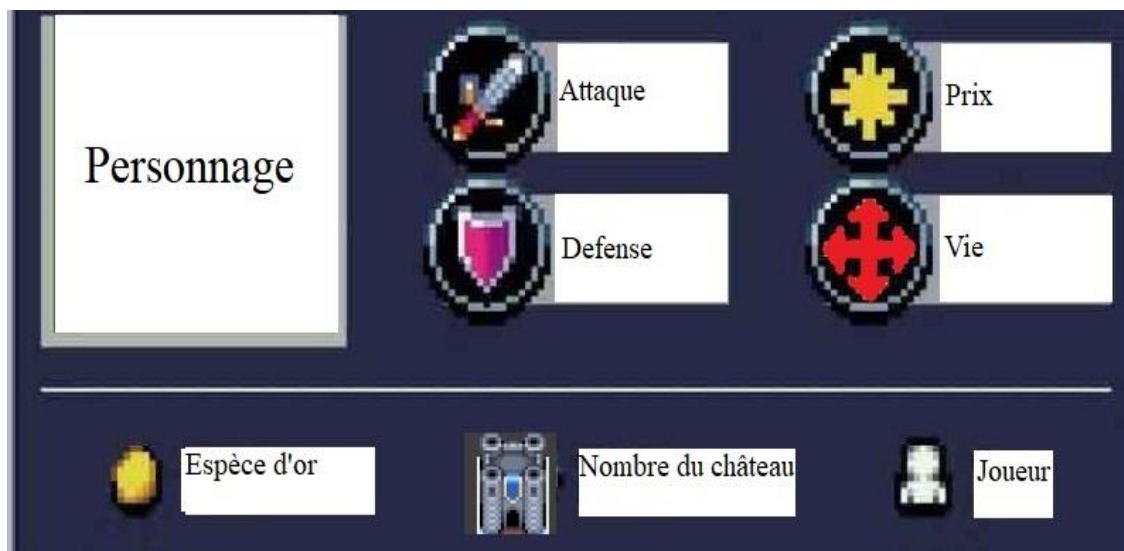 Personnage
Attaque
Prix
Defense
Vie
Espèce d'or
Nombre du château
Joueur